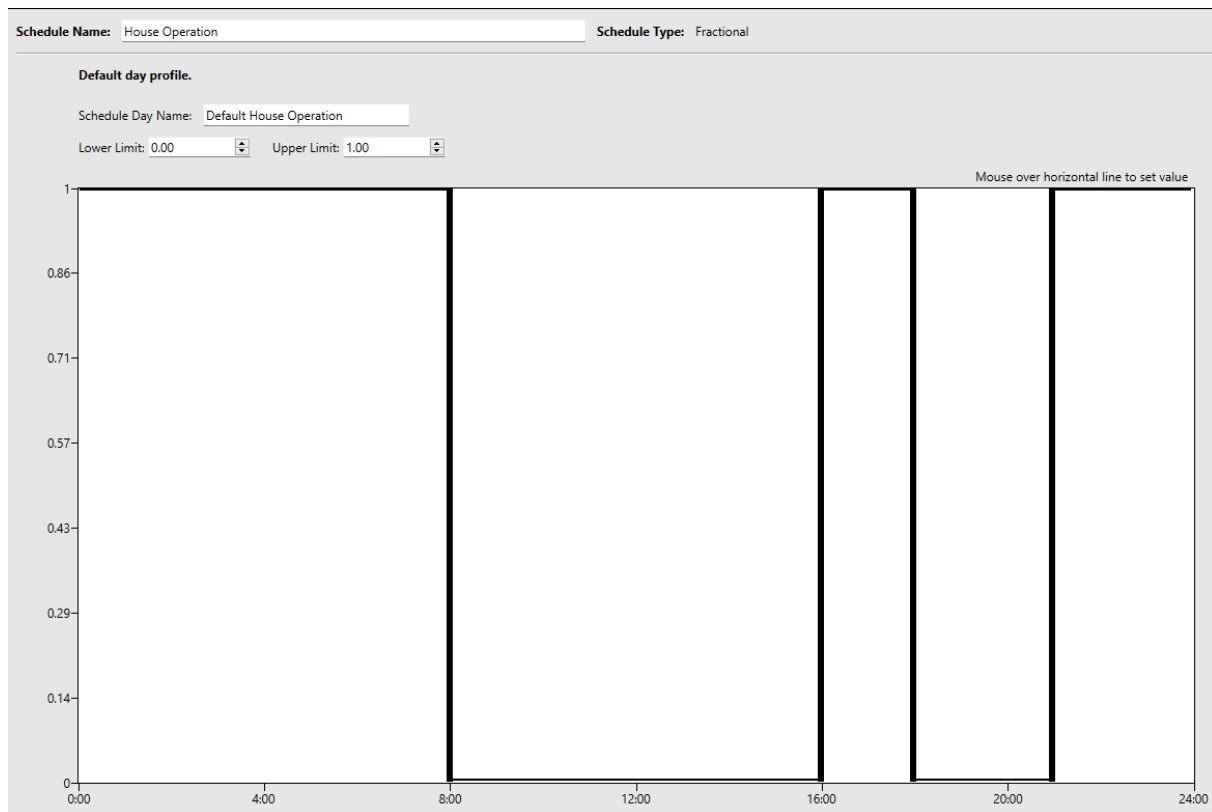 Schedule Name: House Operation Schedule Type: Fractional
Default day profile.
Schedule Day Name: Default House Operation
Lower Limit: 0.00 Upper Limit: 1.00
Mouse over horizontal line to set value
1
0.86
0.71
0.57
0.43
0.29
0.14
0
0:00 4:00 8:00 12:00 16:00 20:00 24:00